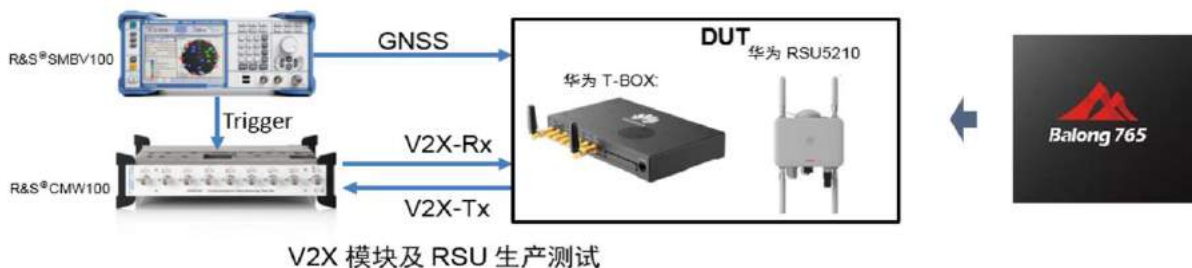 R&S®SMBV100
GNSS
Trigger
R&S®CMW100
V2X-Rx
V2X-Tx
DUT
华为 RSU5210
华为 T-BOX:
Balong 765
V2X 模块及 RSU 生产测试